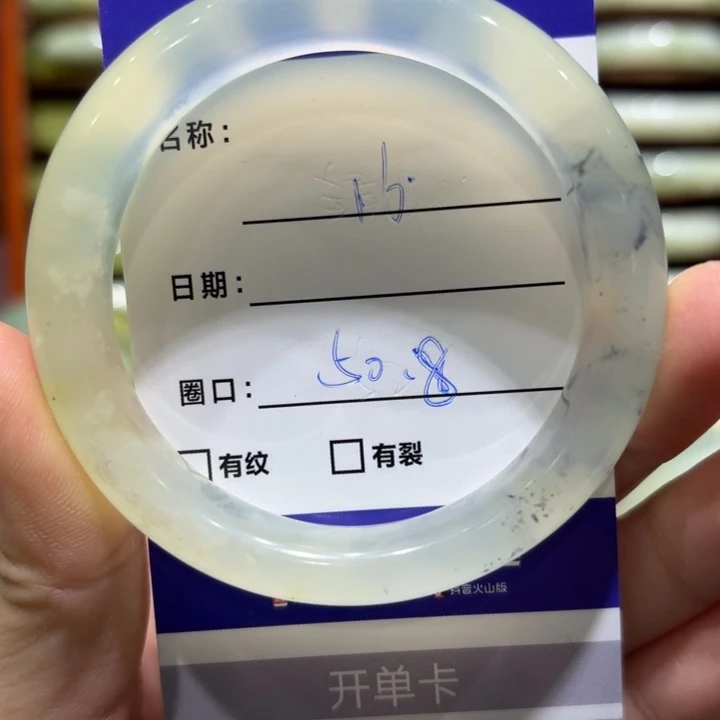 名称：
日期：
圈口：50.8
□有纹 □有裂
抖音火山版
开单卡